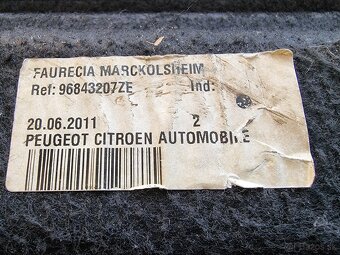 FAURECIA MARCKOLSHEIM
Ref: 96843207ZE Ind:
20.06.2011 2
PEUGEOT CITROEN AUTOMOBILE